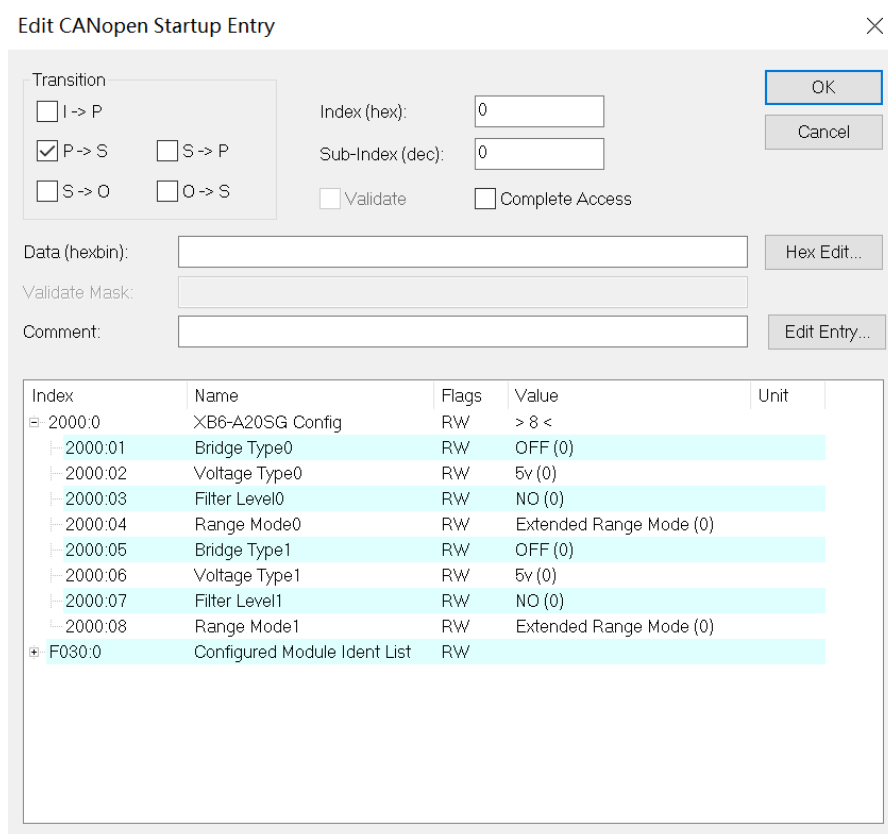 Edit CANopen Startup Entry
Transition
I -> P
P -> S
S -> P
S -> O
O -> S
Index (hex):
0
Sub-Index (dec):
0
Validate
Complete Access
OK
Cancel
Data (hexbin):
Hex Edit...
Validate Mask:
Comment:
Edit Entry...
Index Name Flags Value Unit
2000:0 XB6-A20SG Config RW > 8 <
2000:01 Bridge Type0 RW OFF (0)
2000:02 Voltage Type0 RW 5v (0)
2000:03 Filter Level0 RW NO (0)
2000:04 Range Mode0 RW Extended Range Mode (0)
2000:05 Bridge Type1 RW OFF (0)
2000:06 Voltage Type1 RW 5v (0)
2000:07 Filter Level1 RW NO (0)
2000:08 Range Mode1 RW Extended Range Mode (0)
F030:0 Configured Module Ident List RW